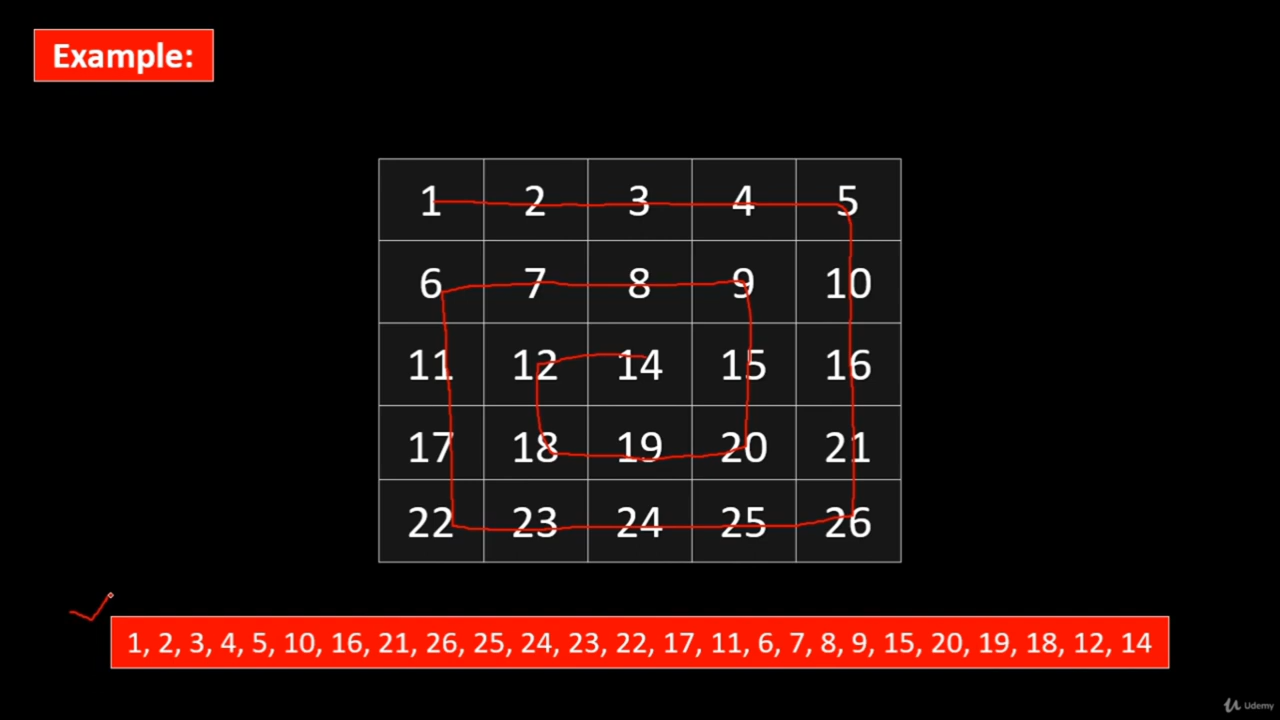 Example:
1 2 3 4 5
6 7 8 9 10
11 12 14 15 16
17 18 19 20 21
22 23 24 25 26
1, 2, 3, 4, 5, 10, 16, 21, 26, 25, 24, 23, 22, 17, 11, 6, 7, 8, 9, 15, 20, 19, 18, 12, 14
Udemy